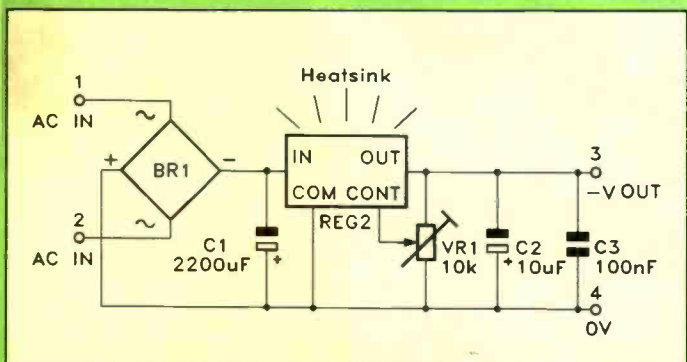 Heatsink
1
AC IN
~
+
BR1
-
IN OUT
COM CONT
REG2
3
-V OUT
2
AC IN
~
C1
2200uF
+
VR1
10k
C2
+ 10uF
C3
100nF
4
0V